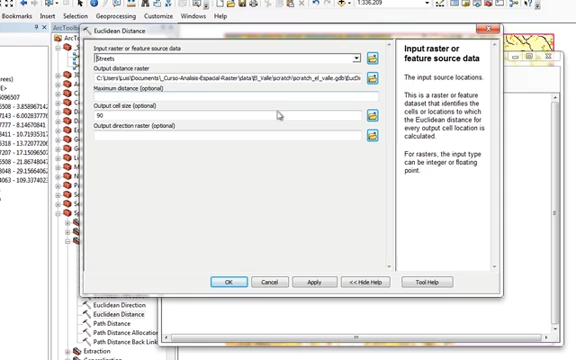 1:336,209
Selection
Geoprocessing
Customize
Windows
Euclidean Distance
Input raster or feature source data
Streets
Output distance raster
C:\Users\Luis\Documents\_Curso-Analisis-Espacial-Raster\data\El_Valle\scratch\scratch_el_valle.gdb\EucDis
Maximum distance (optional)
Output cell size (optional)
90
Output direction raster (optional)
OK
Cancel
Apply
<< Hide Help
Tool Help
Input raster or
feature source data
The input source locations.
This is a raster or feature
dataset that identifies the
cells or locations to which
the Euclidean distance for
every output cell location is
calculated.
For rasters, the input type
can be integer or floating
point.
Euclidean Direction
Euclidean Distance
Path Distance
Path Distance Allocation
Path Distance Back Link
Extraction